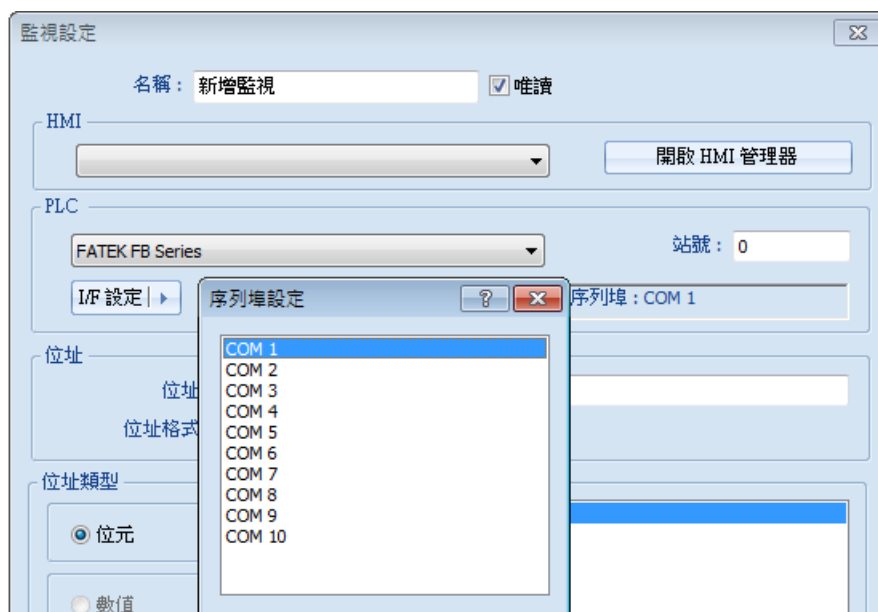 監視設定
名稱： 新增監視 唯讀
HMI
開啟 HMI 管理器
PLC
FATEK FB Series 站號： 0
I/F 設定 序列埠：COM 1
序列埠設定
COM 1
COM 2
COM 3
COM 4
COM 5
COM 6
COM 7
COM 8
COM 9
COM 10
位址
位址
位址格式
位址類型
位元
數值